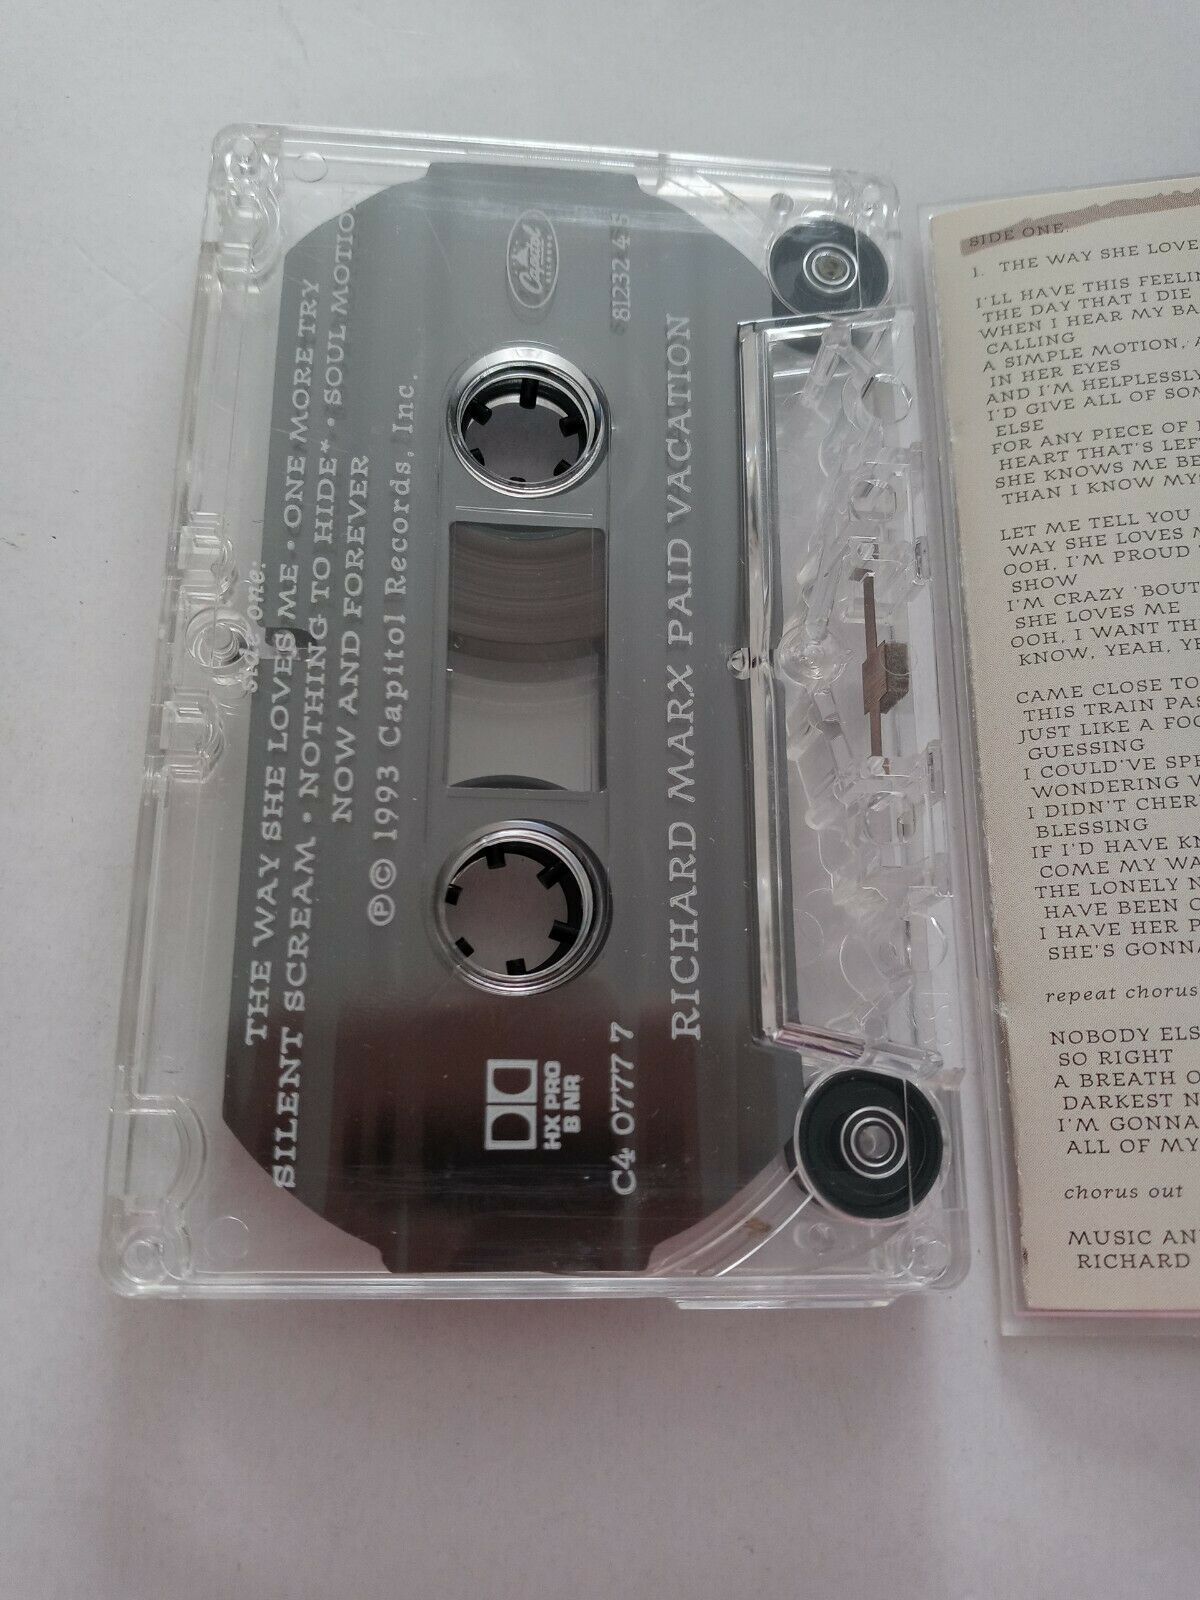 side one:
THE WAY SHE LOVES ME · ONE MORE TRY
SILENT SCREAM · NOTHING TO HIDE* · SOUL MOTIO
NOW AND FOREVER
℗© 1993 Capitol Records, Inc.
Capitol
RECORDS
HX PRO
B NR
C4 07777 7
81232 4 5
RICHARD MARX PAID VACATION
SIDE ONE:
1. THE WAY SHE LOVE
I'LL HAVE THIS FEELIN
THE DAY THAT I DIE
WHEN I HEAR MY BA
CALLING
A SIMPLE MOTION, A
IN HER EYES
AND I'M HELPLESSLY
I'D GIVE ALL OF SOM
ELSE
FOR ANY PIECE OF
HEART THAT'S LEF
SHE KNOWS ME BE
THAN I KNOW MYS
LET ME TELL YOU
WAY SHE LOVES M
OOH, I'M PROUD
SHOW
I'M CRAZY 'BOUT
SHE LOVES ME
OOH, I WANT TH
KNOW, YEAH, YE
CAME CLOSE TO
THIS TRAIN PAS
JUST LIKE A FOO
GUESSING
I COULD'VE SPE
WONDERING W
I DIDN'T CHER
BLESSING
IF I'D HAVE KN
COME MY WA
THE LONELY N
HAVE BEEN O
I HAVE HER P
SHE'S GONNA
repeat chorus
NOBODY ELS
SO RIGHT
A BREATH O
DARKEST N
I'M GONNA
ALL OF MY
chorus out
MUSIC AN
RICHARD